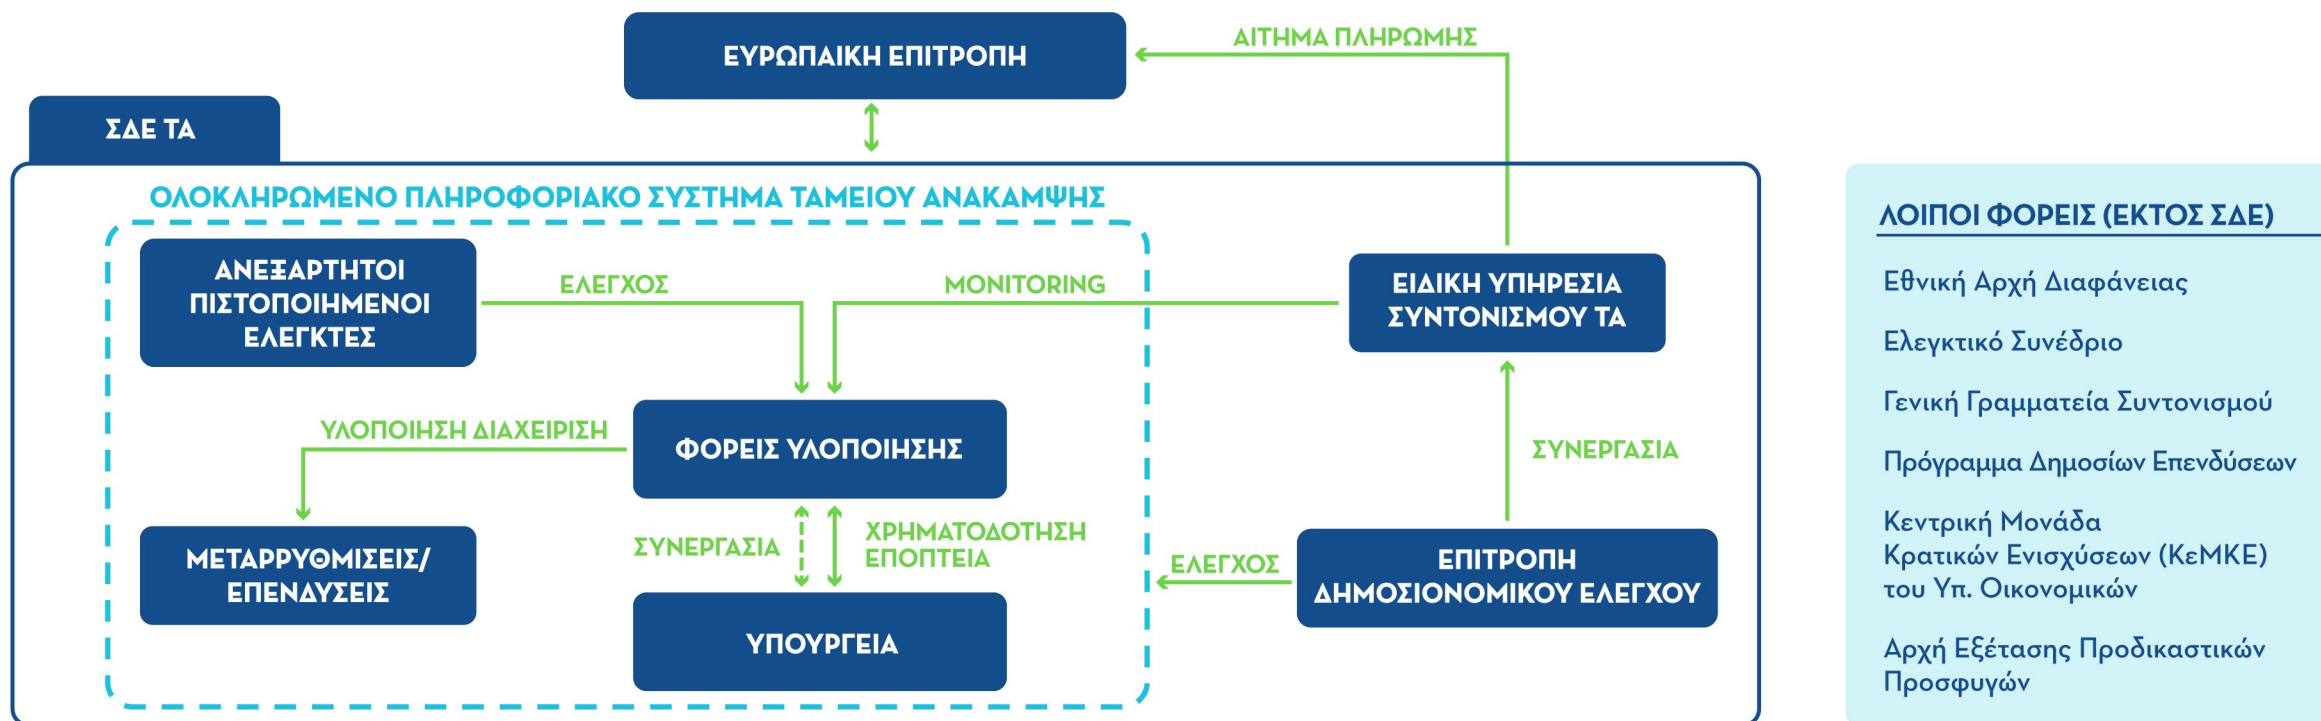 ΕΥΡΩΠΑΙΚΗ ΕΠΙΤΡΟΠΗ
ΑΙΤΗΜΑ ΠΛΗΡΩΜΗΣ
ΣΔΕ ΤΑ
ΟΛΟΚΛΗΡΩΜΕΝΟ ΠΛΗΡΟΦΟΡΙΑΚΟ ΣΥΣΤΗΜΑ ΤΑΜΕΙΟΥ ΑΝΑΚΑΜΨΗΣ
ΑΝΕΞΑΡΤΗΤΟΙ
ΠΙΣΤΟΠΟΙΗΜΕΝΟΙ
ΕΛΕΓΚΤΕΣ
ΕΛΕΓΧΟΣ
MONITORING
ΕΙΔΙΚΗ ΥΠΗΡΕΣΙΑ
ΣΥΝΤΟΝΙΣΜΟΥ ΤΑ
ΥΛΟΠΟΙΗΣΗ ΔΙΑΧΕΙΡΙΣΗ
ΦΟΡΕΙΣ ΥΛΟΠΟΙΗΣΗΣ
ΣΥΝΕΡΓΑΣΙΑ
ΜΕΤΑΡΡΥΘΜΙΣΕΙΣ/
ΕΠΕΝΔΥΣΕΙΣ
ΣΥΝΕΡΓΑΣΙΑ
ΧΡΗΜΑΤΟΔΟΤΗΣΗ
ΕΠΟΠΤΕΙΑ
ΕΛΕΓΧΟΣ
ΕΠΙΤΡΟΠΗ
ΔΗΜΟΣΙΟΝΟΜΙΚΟΥ ΕΛΕΓΧΟΥ
ΥΠΟΥΡΓΕΙΑ
ΛΟΙΠΟΙ ΦΟΡΕΙΣ (ΕΚΤΟΣ ΣΔΕ)
Εθνική Αρχή Διαφάνειας
Ελεγκτικό Συνέδριο
Γενική Γραμματεία Συντονισμού
Πρόγραμμα Δημοσίων Επενδύσεων
Κεντρική Μονάδα
Κρατικών Ενισχύσεων (ΚεΜΚΕ)
του Υπ. Οικονομικών
Αρχή Εξέτασης Προδικαστικών
Προσφυγών